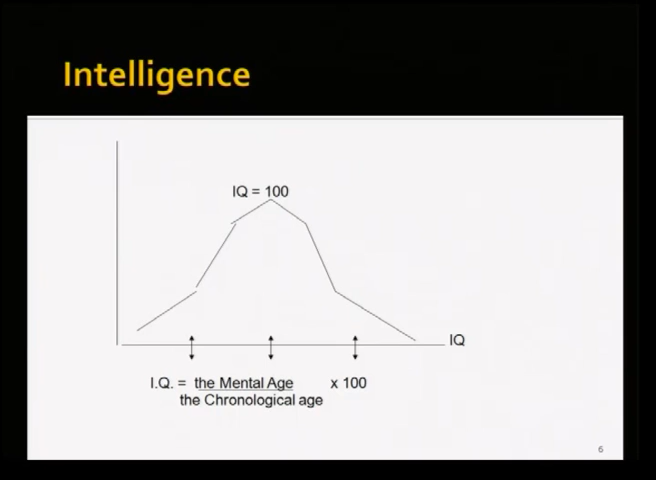 Intelligence
IQ = 100
IQ
I.Q. = the Mental Age x 100
the Chronological age
6